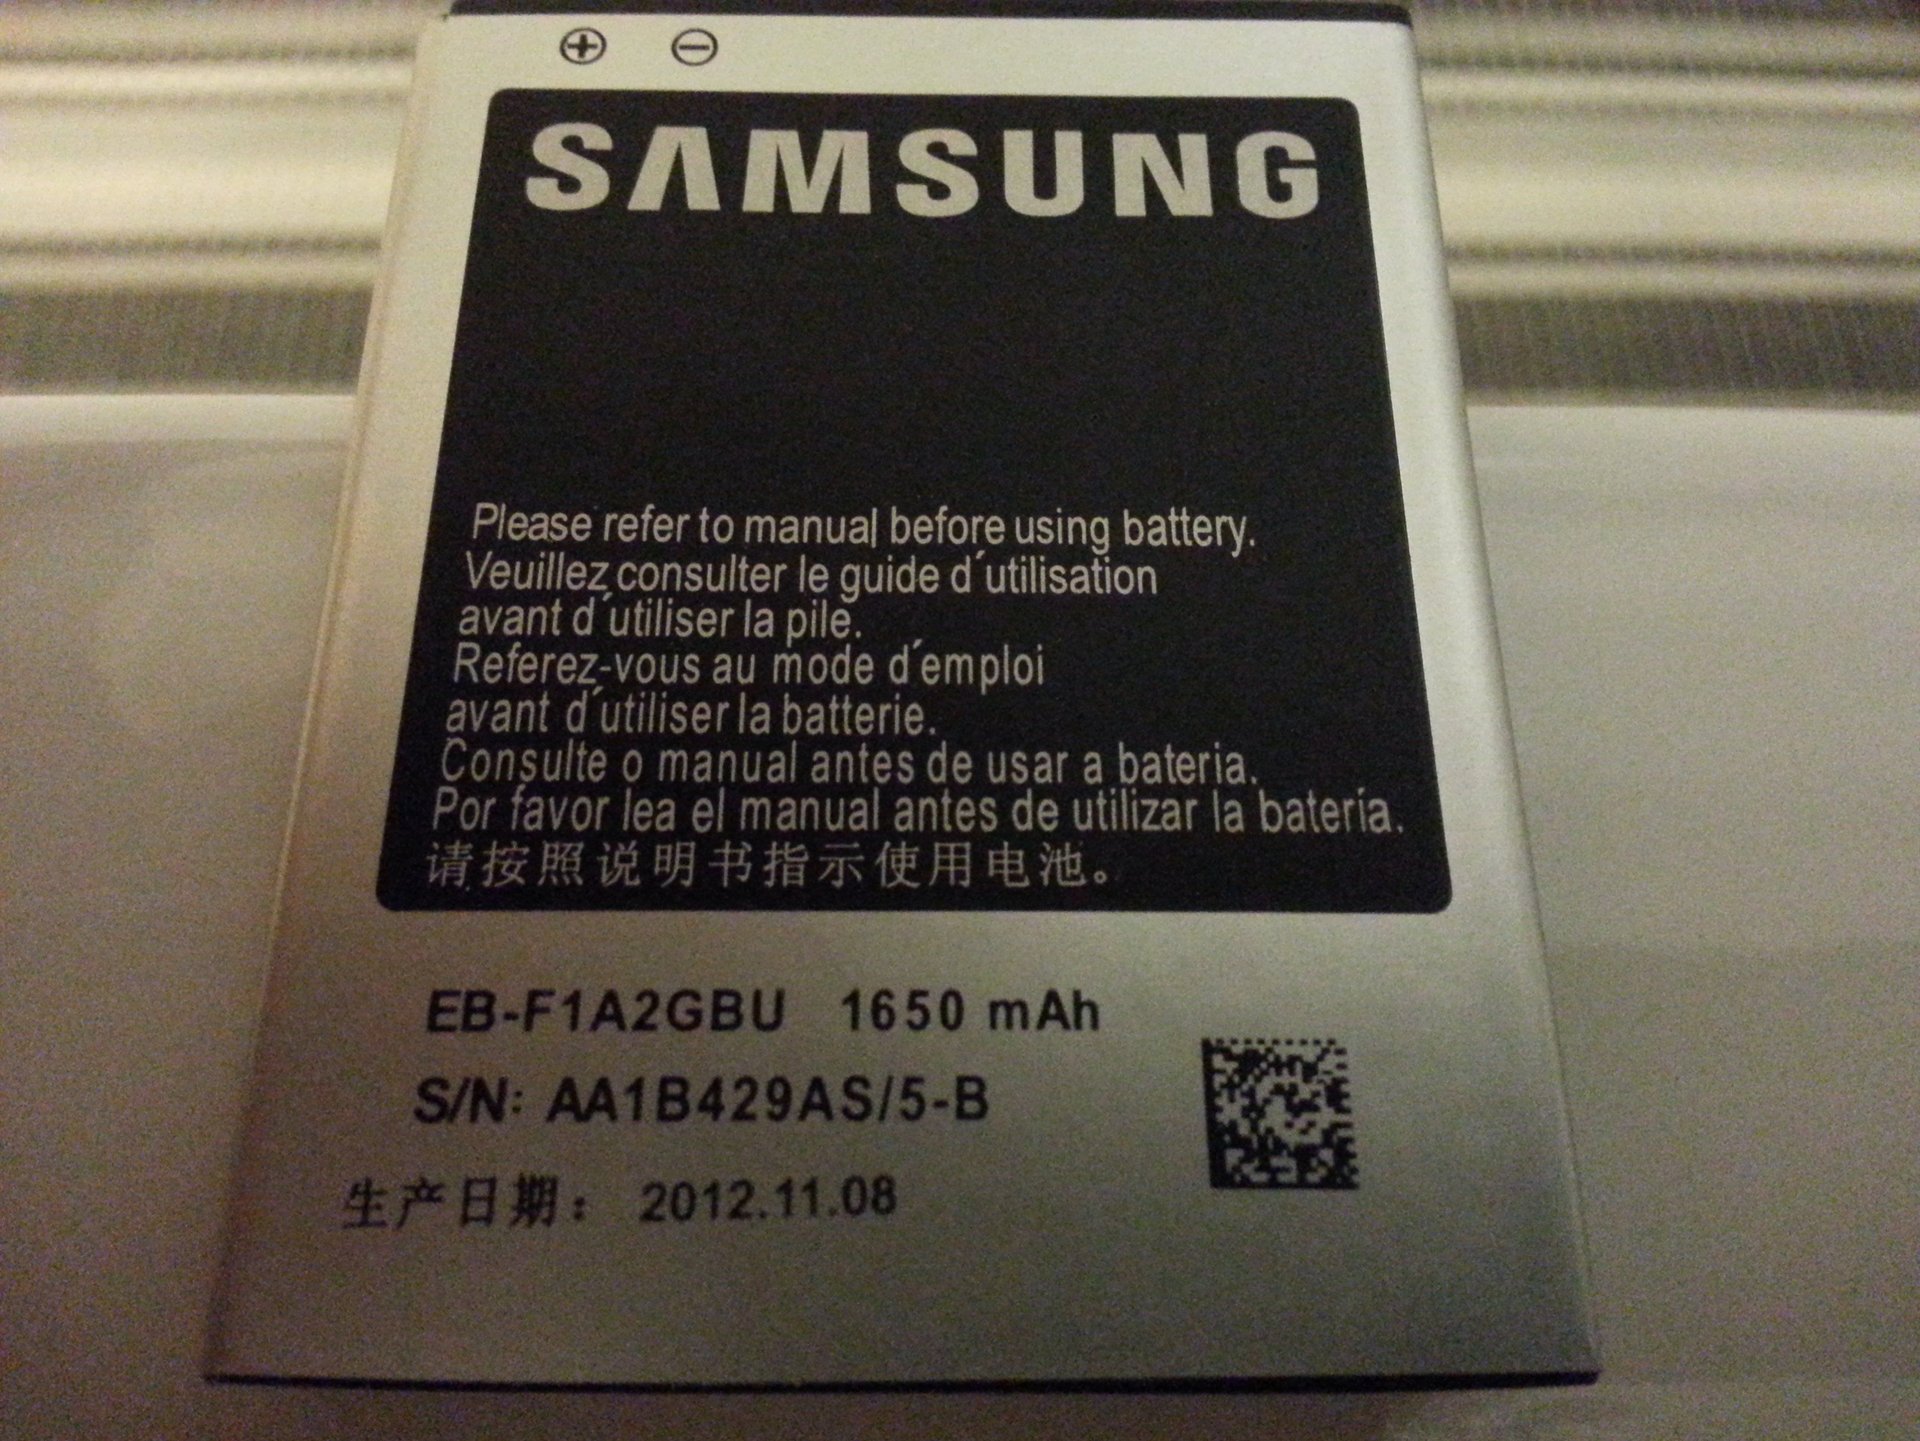 ⊕ ⊖
SAMSUNG
Please refer to manual before using battery.
Veuillez consulter le guide d´utilisation
avant d´utiliser la pile.
Referez-vous au mode d´emploi
avant d´utiliser la batterie.
Consulte o manual antes de usar a bateria.
Por favor lea el manual antes de utilizar la batería.
请按照说明书指示使用电池。
EB-F1A2GBU 1650 mAh
S/N: AA1B429AS/5-B
生产日期： 2012.11.08